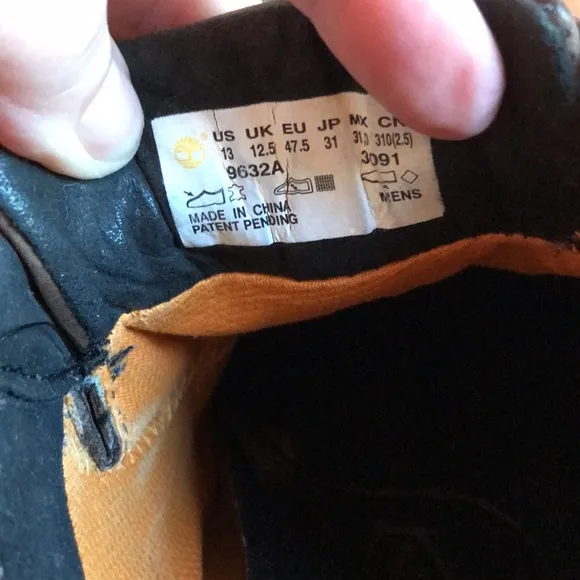 US UK EU JP MX CN
13 12.5 47.5 31 31,0 310(2.5)
9632A 3091
MENS
MADE IN CHINA
PATENT PENDING